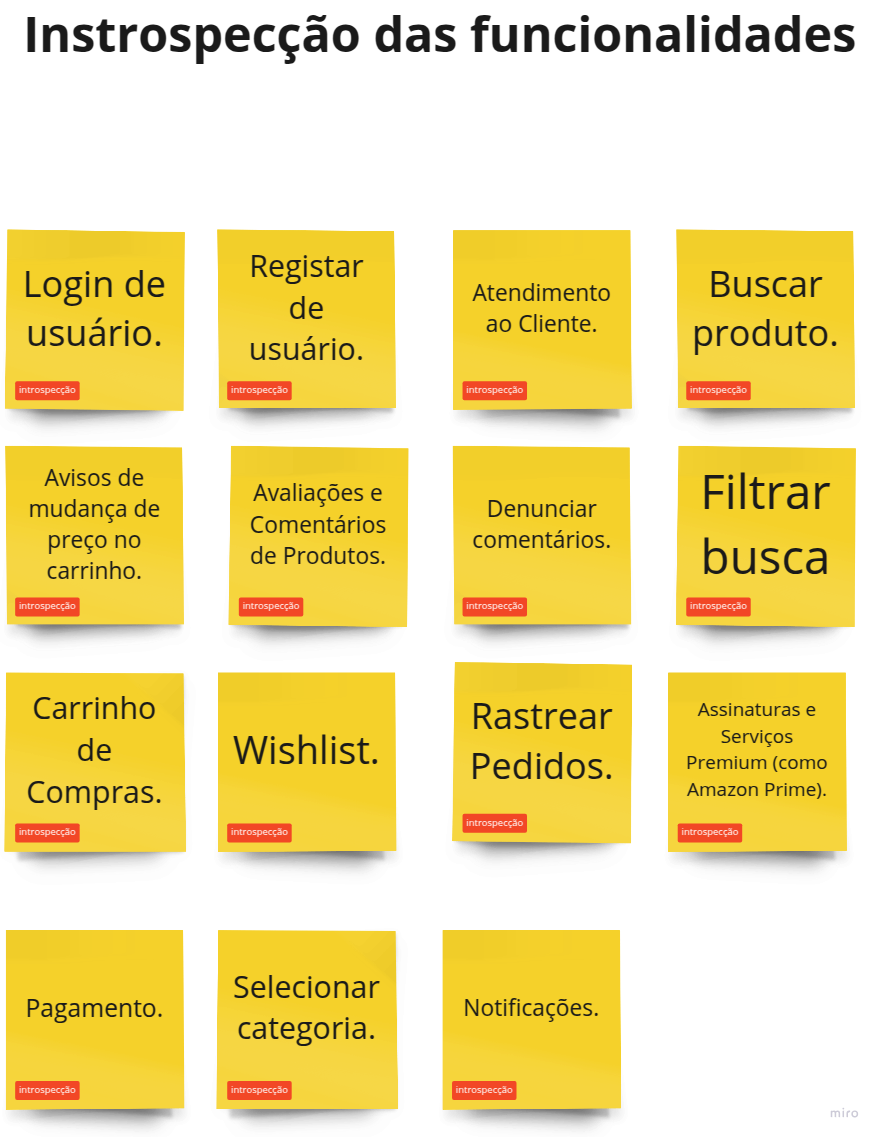 Instrospecção das funcionalidades
Login de
usuário.
introspecção
Registar
de
usuário.
introspecção
Atendimento
ao Cliente.
introspecção
Buscar
produto.
introspecção
Avisos de
mudança de
preço no
carrinho.
introspecção
Avaliações e
Comentários
de Produtos.
introspecção
Denunciar
comentários.
introspecção
Filtrar
busca
introspecção
Carrinho
de
Compras.
introspecção
Wishlist.
introspecção
Rastrear
Pedidos.
introspecção
Assinaturas e
Serviços
Premium (como
Amazon Prime).
introspecção
Pagamento.
introspecção
Selecionar
categoria.
introspecção
Notificações.
introspecção
miro